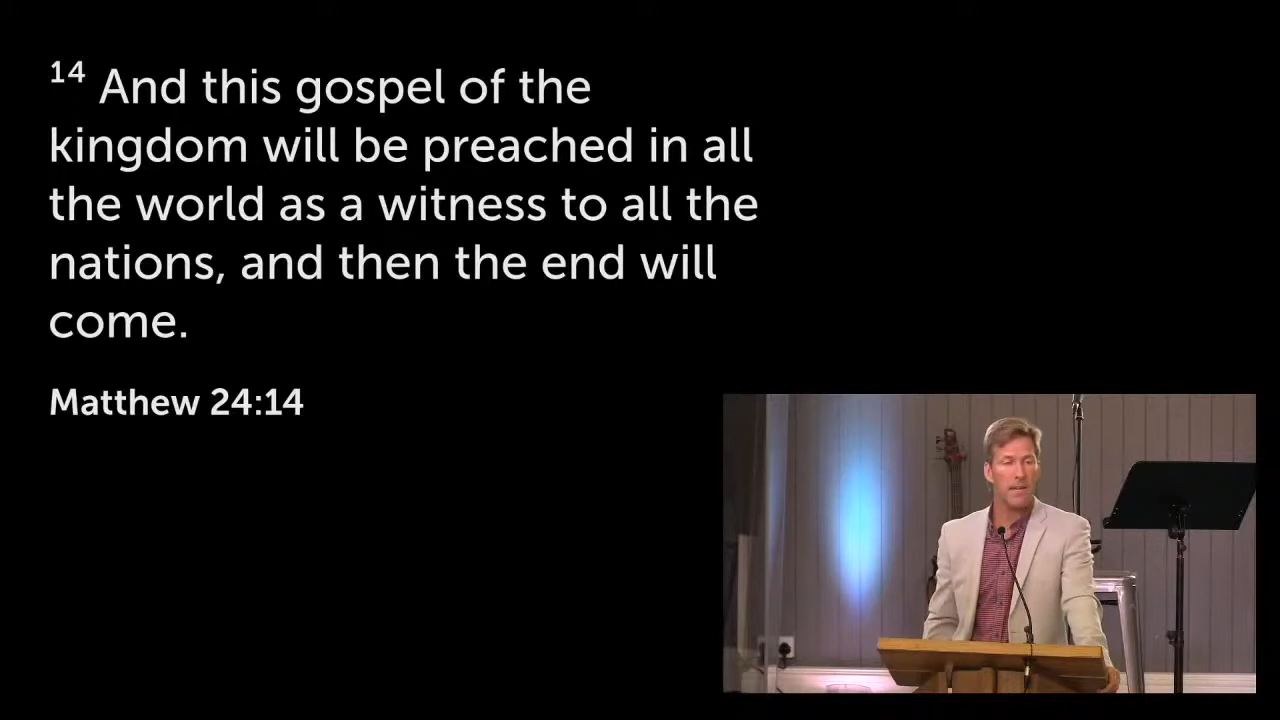 14 And this gospel of the
kingdom will be preached in all
the world as a witness to all the
nations, and then the end will
come.
Matthew 24:14